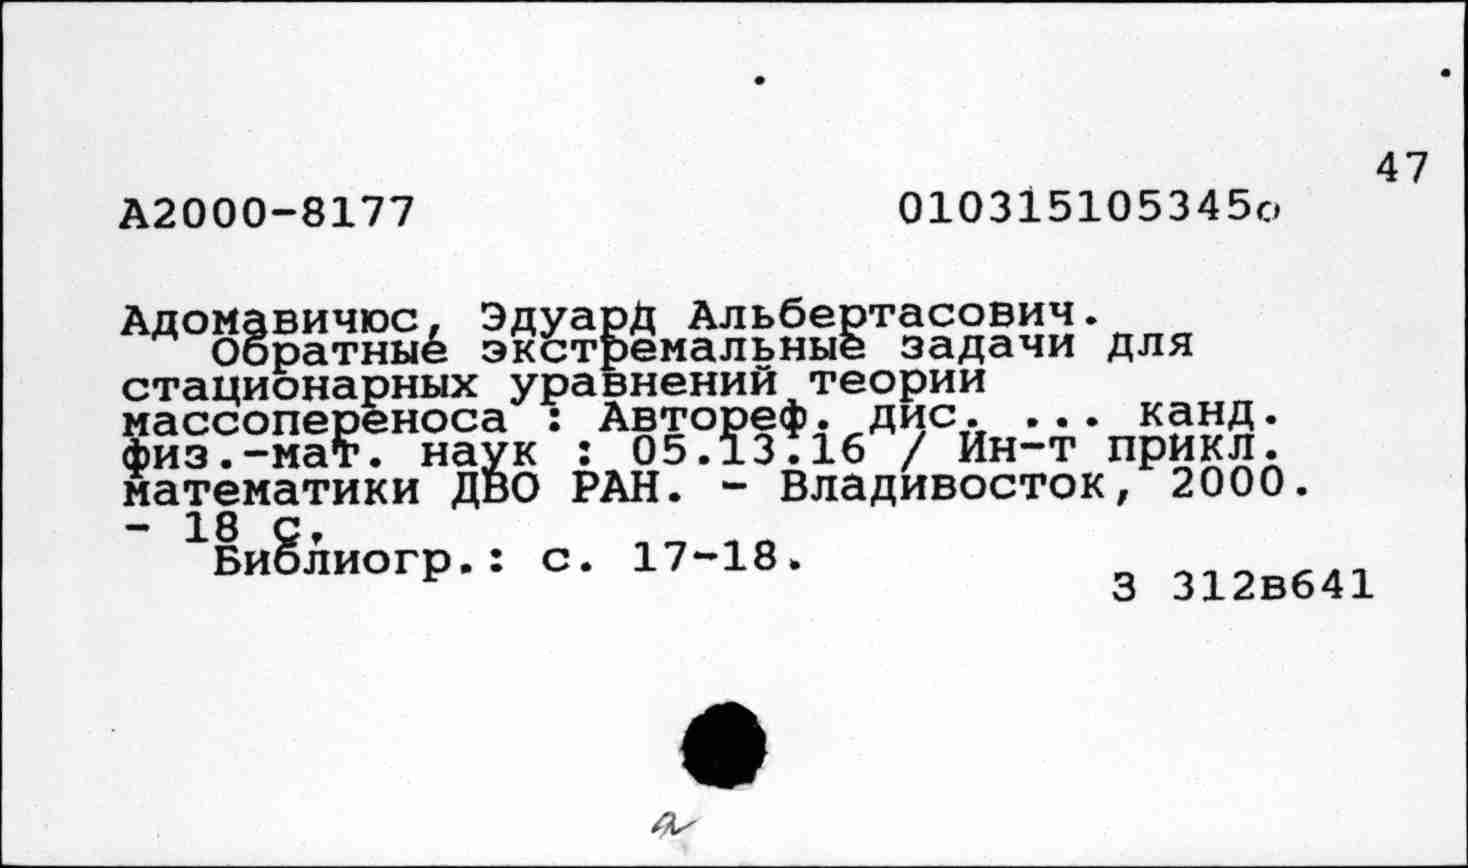 47
А2000-8177 010315105345о
Адомавичюс, Эдуард Альбертасович.
Обратные экстремальные задачи для
стационарных уравнений теории
массопереноса : Автореф. дис. ... канд.
физ.-мат. наук : 05.13.16 / Ин-т прикл.
математики ДВО РАН. - Владивосток, 2000.
- 18 с.
Библиогр.: с. 17-18.
З 312в641